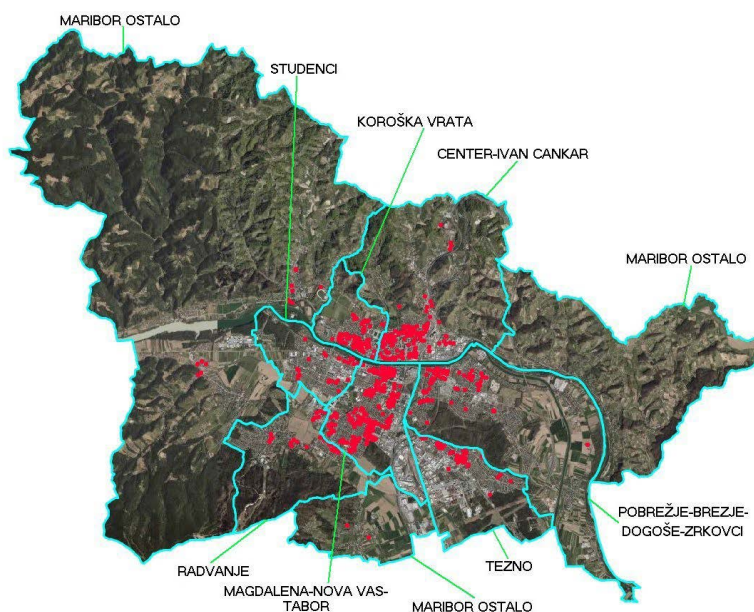 MARIBOR OSTALO
STUDENCI
KOROŠKA VRATA
CENTER-IVAN CANKAR
MARIBOR OSTALO
POBREŽJE-BREZJE-
DOGOŠE-ZRKOVCI
TEZNO
RADVANJE
MAGDALENA-NOVA VAS-
TABOR
MARIBOR OSTALO